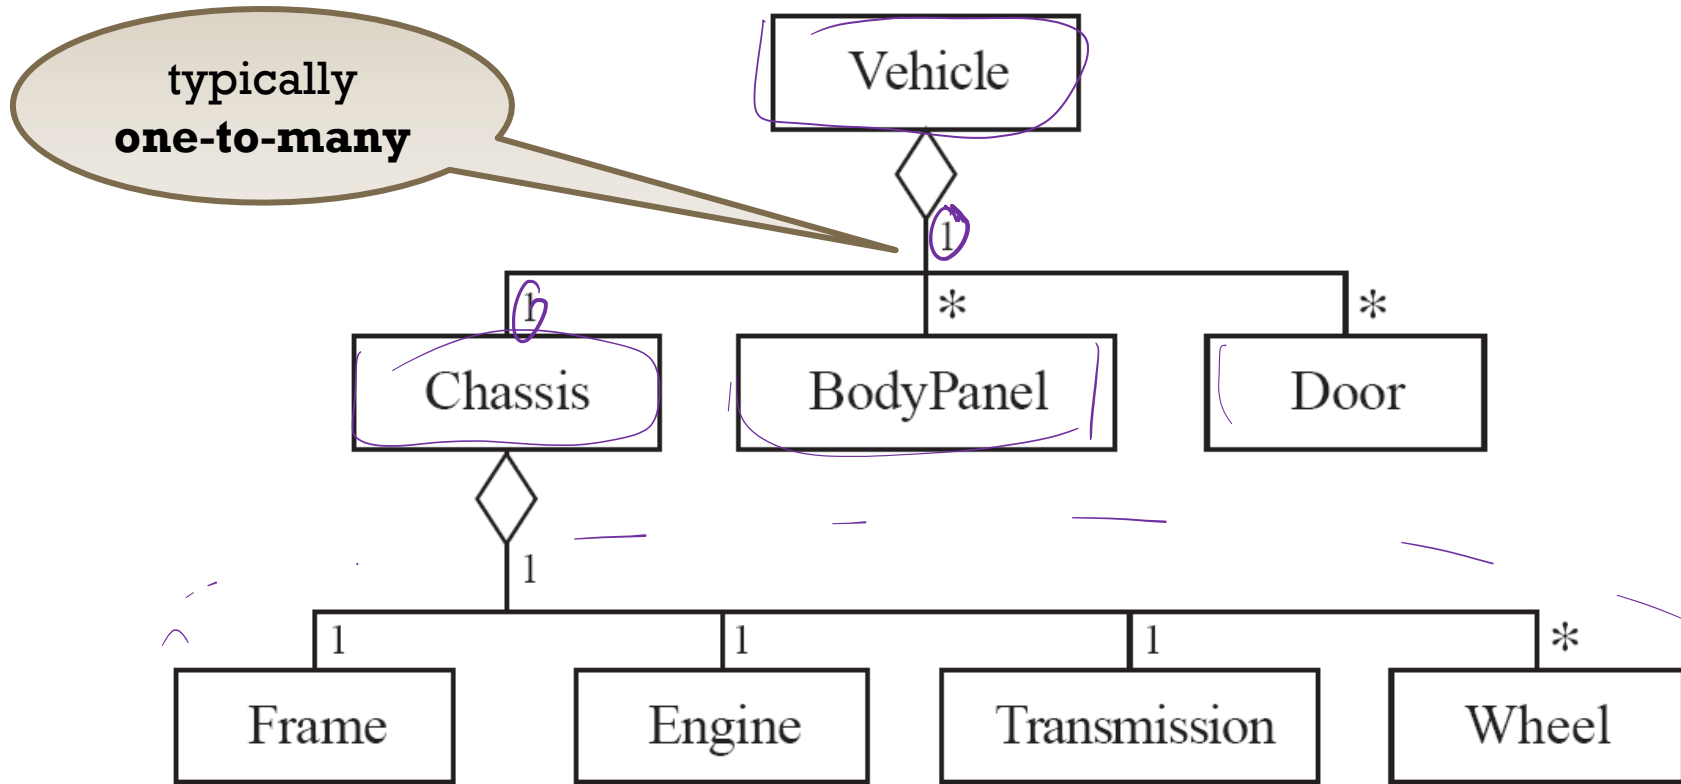 typically
one-to-many
Vehicle
1
1
*
*
Chassis
BodyPanel
Door
1
1
1
1
*
Frame
Engine
Transmission
Wheel